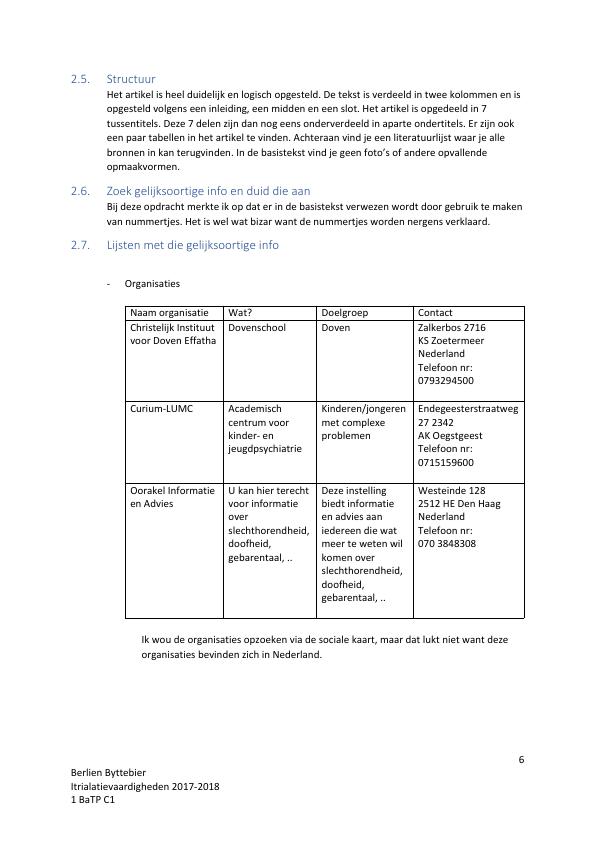 2.5. Structuur
Het artikel is heel duidelijk en logisch opgesteld. De tekst is verdeeld in twee kolommen en is
opgesteld volgens een inleiding, een midden en een slot. Het artikel is opgedeeld in 7
tussentitels. Deze 7 delen zijn dan nog eens onderverdeeld in aparte ondertitels. Er zijn ook
een paar tabellen in het artikel te vinden. Achteraan vind je een literatuurlijst waar je alle
bronnen in kan terugvinden. In de basistekst vind je geen foto's of andere opvallende
opmaakvormen.
2.6. Zoek gelijksoortige info en duid die aan
Bij deze opdracht merkte ik op dat er in de basistekst verwezen wordt door gebruik te maken
van nummertjes. Het is wel wat bizar want de nummertjes worden nergens verklaard.
2.7. Lijsten met die gelijksoortige info
- Organisaties
Naam organisatie Wat? Doelgroep Contact
Christelijk Instituut Dovenschool Doven Zalkerbos 2716
voor Doven Effatha KS Zoetermeer
Nederland
Telefoon nr:
0793294500
Curium-LUMC Academisch Kinderen/jongeren Endegeesterstraatweg
centrum voor met complexe 27 2342
kinder- en problemen AK Oegstgeest
jeugdpsychiatrie Telefoon nr:
0715159600
Oorakel Informatie U kan hier terecht Deze instelling Westeinde 128
en Advies voor informatie biedt informatie 2512 HE Den Haag
over en advies aan Nederland
slechthorendheid, iedereen die wat Telefoon nr:
doofheid, meer te weten wil 070 3848308
gebarentaal, .. komen over
slechthorendheid,
doofheid,
gebarentaal, ..
Ik wou de organisaties opzoeken via de sociale kaart, maar dat lukt niet want deze
organisaties bevinden zich in Nederland.
6
Berlien Byttebier
Itrialatievaardigheden 2017-2018
1 BaTP C1